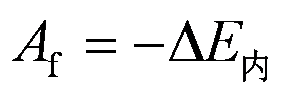 A_f = -ΔE_内